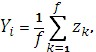 Y_i = \frac{1}{f} \sum_{k=1}^{f} z_k,